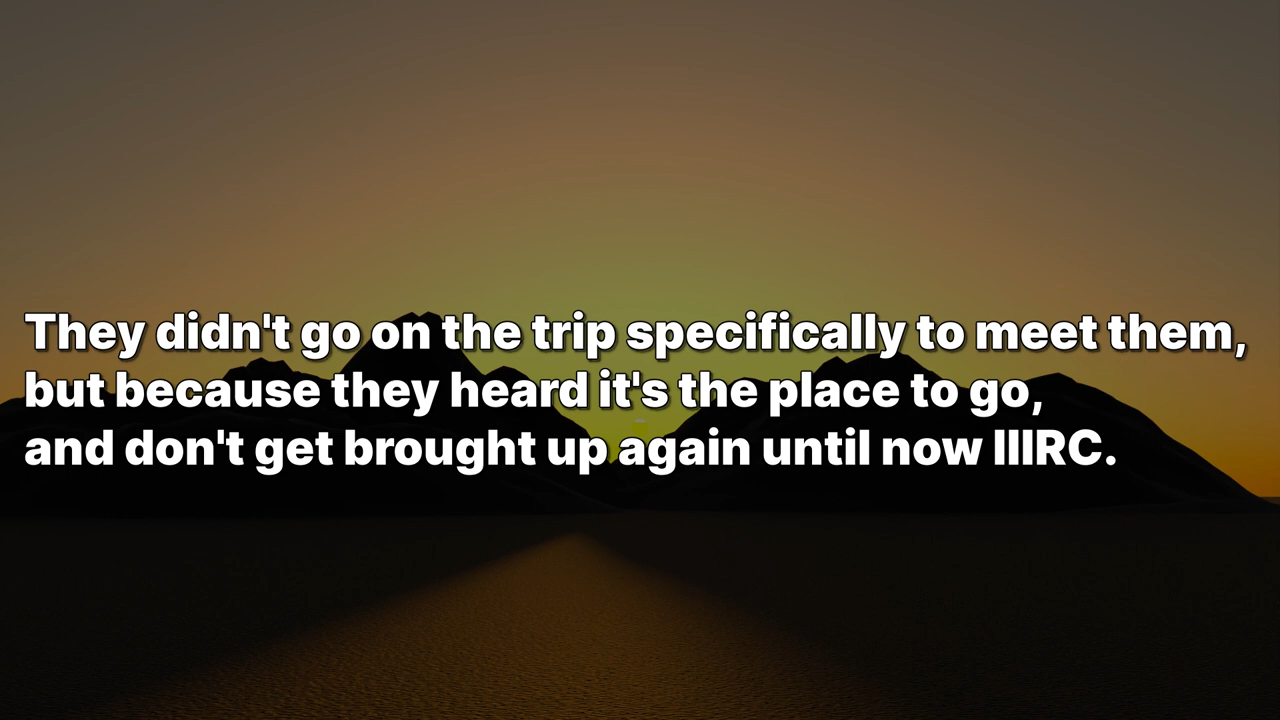 They didn't go on the trip specifically to meet them,
but because they heard it's the place to go,
and don't get brought up again until now IIIRC.